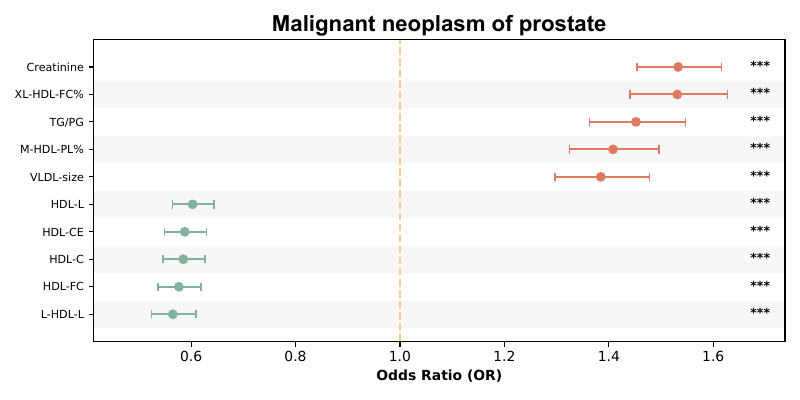 Malignant neoplasm of prostate
Creatinine ***
XL-HDL-FC% ***
TG/PG ***
M-HDL-PL% ***
VLDL-size ***
HDL-L ***
HDL-CE ***
HDL-C ***
HDL-FC ***
L-HDL-L ***
0.6 0.8 1.0 1.2 1.4 1.6
Odds Ratio (OR)